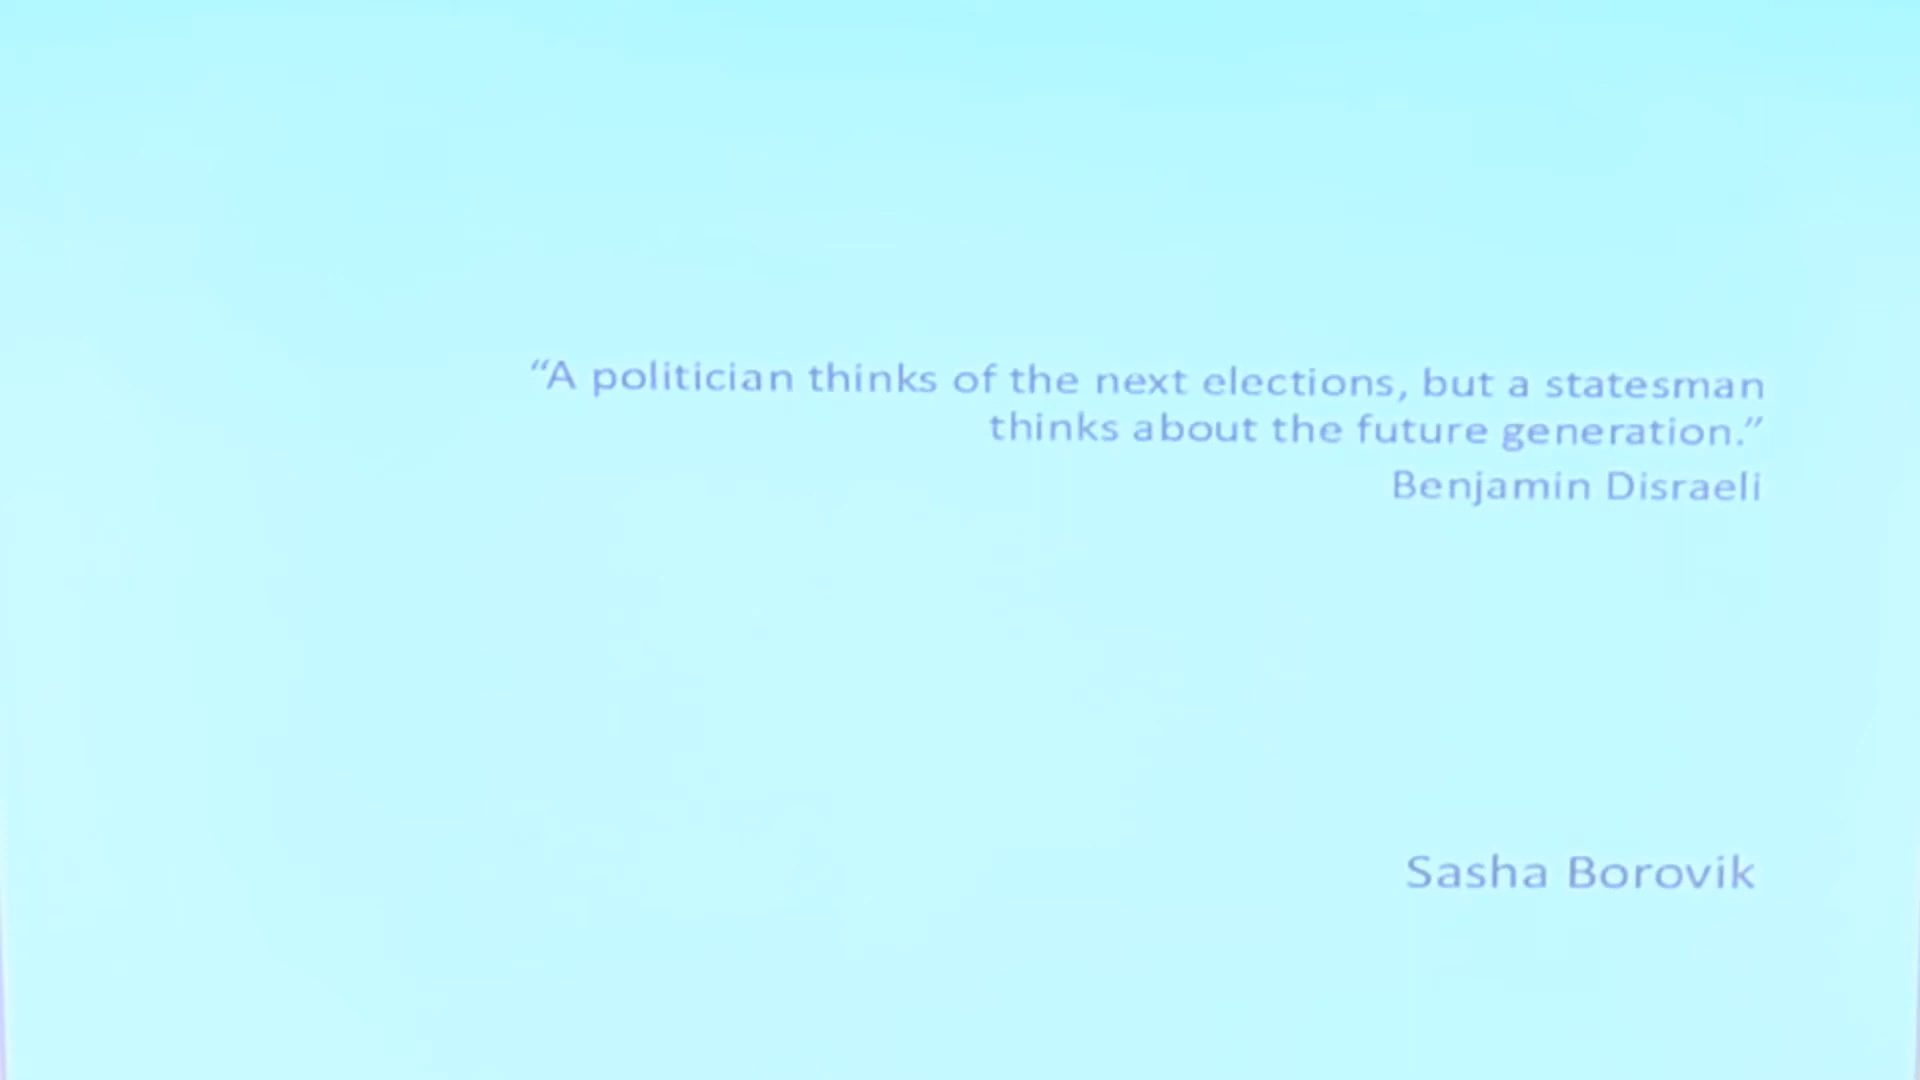 “A politician thinks of the next elections, but a statesman
thinks about the future generation.”
Benjamin Disraeli
Sasha Borovik